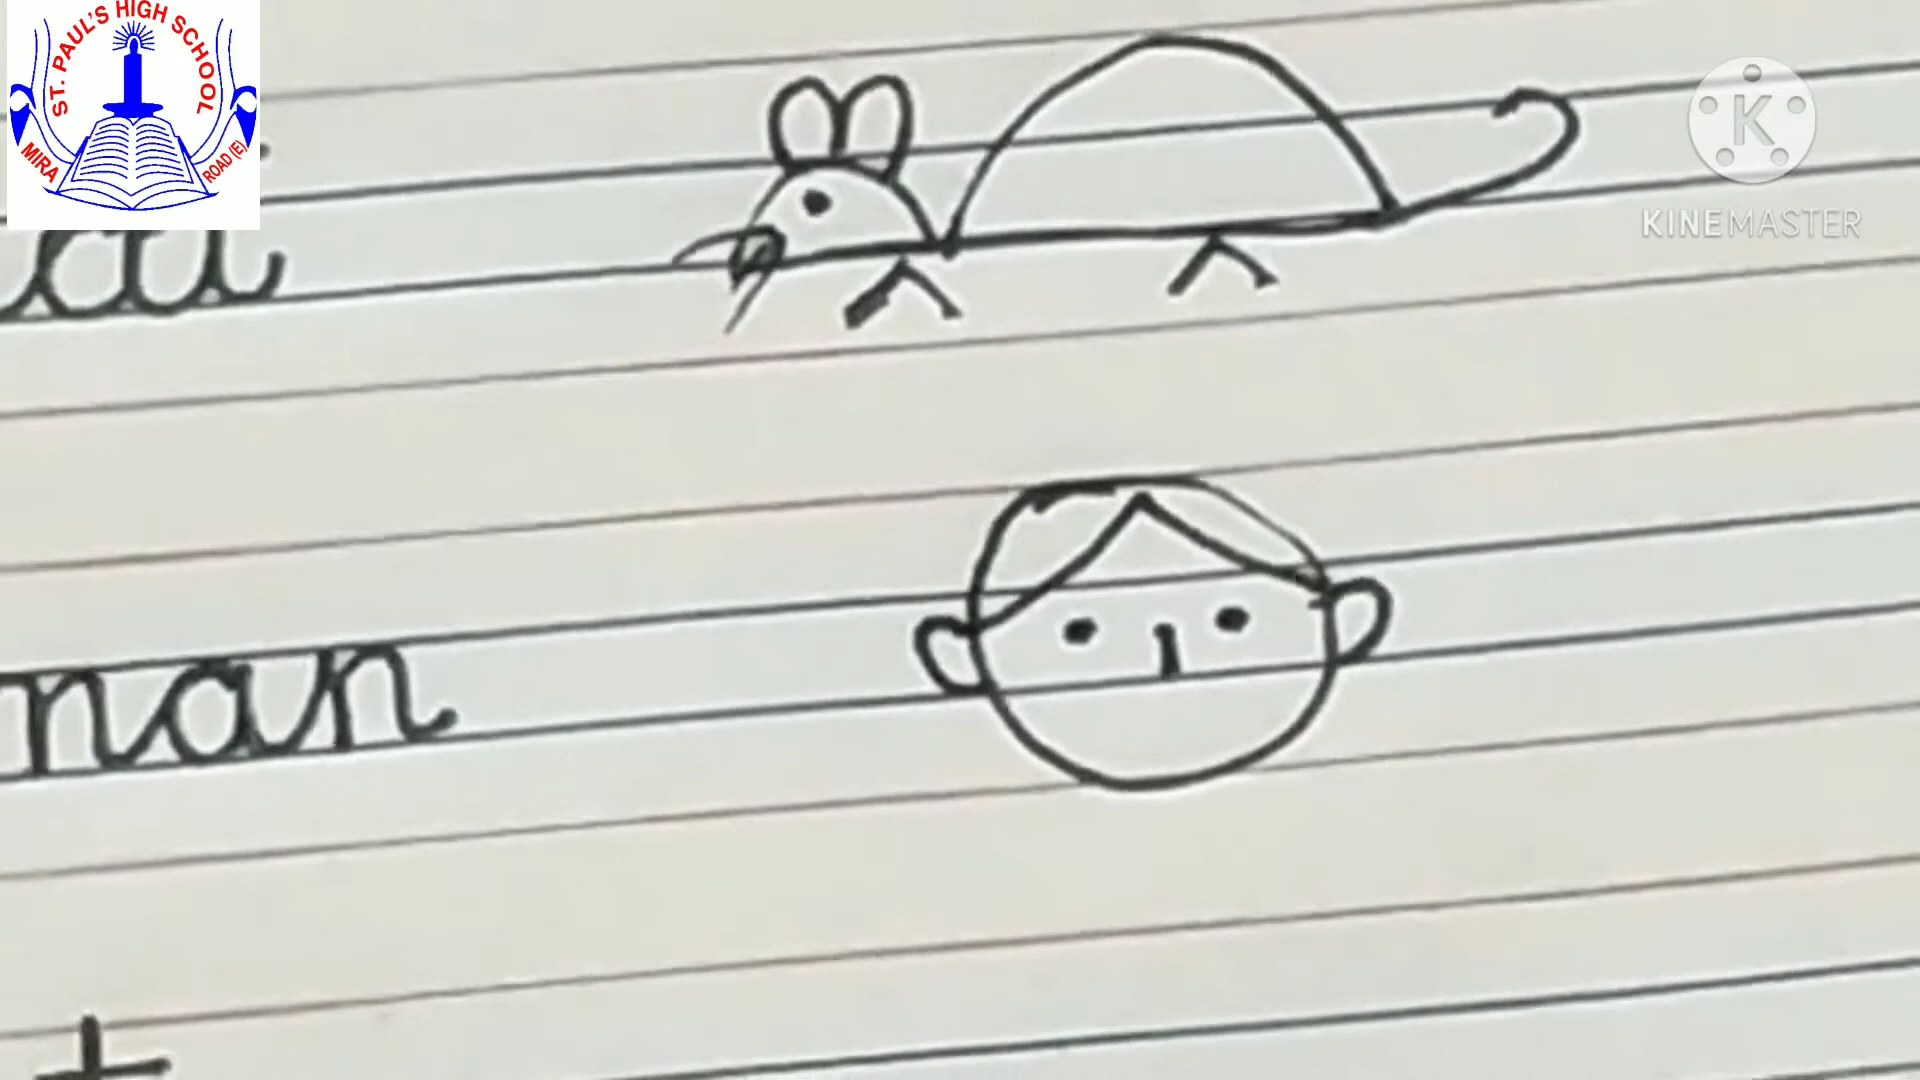 ST. PAUL'S HIGH SCHOOL
MIRA ROAD (E)
K
KINEMASTER
man
t